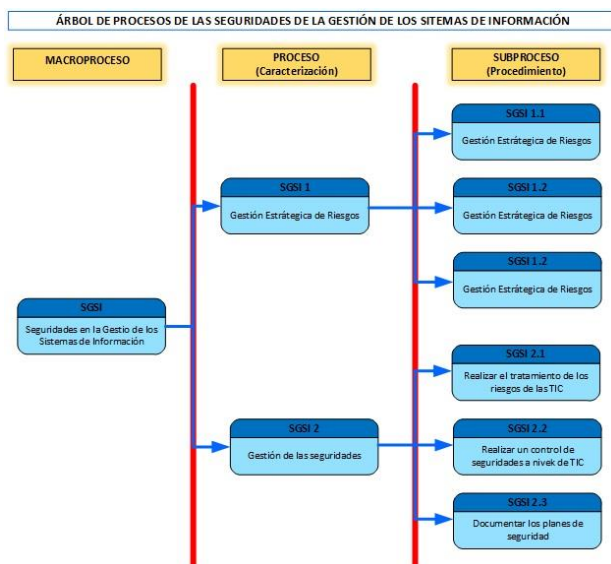 ÁRBOL DE PROCESOS DE LAS SEGURIDADES DE LA GESTIÓN DE LOS SITEMAS DE INFORMACIÓN
MACROPROCESO
PROCESO
(Caracterización)
SUBPROCESO
(Procedimiento)
SGSI 1.1
Gestión Estrátegica de Riesgos
SGSI 1
Gestión Estrátegica de Riesgos
SGSI 1.2
Gestión Estrátegica de Riesgos
SGSI 1.2
Gestión Estrátegica de Riesgos
SGSI
Seguridades en la Gestio de los
Sistemas de Información
SGSI 2.1
Realizar el tratamiento de los
riesgos de las TIC
SGSI 2
Gestión de las seguridades
SGSI 2.2
Realizar un control de
seguridades a nivek de TIC
SGSI 2.3
Documentar los planes de
seguridad